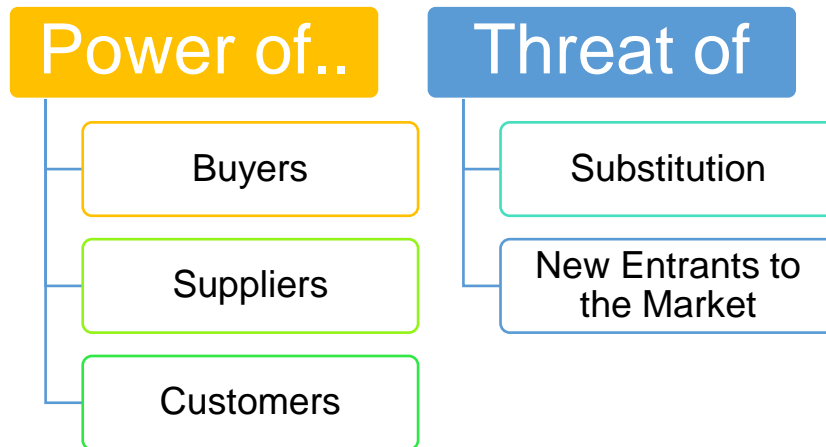 Power of..
Buyers
Suppliers
Customers
Threat of
Substitution
New Entrants to
the Market